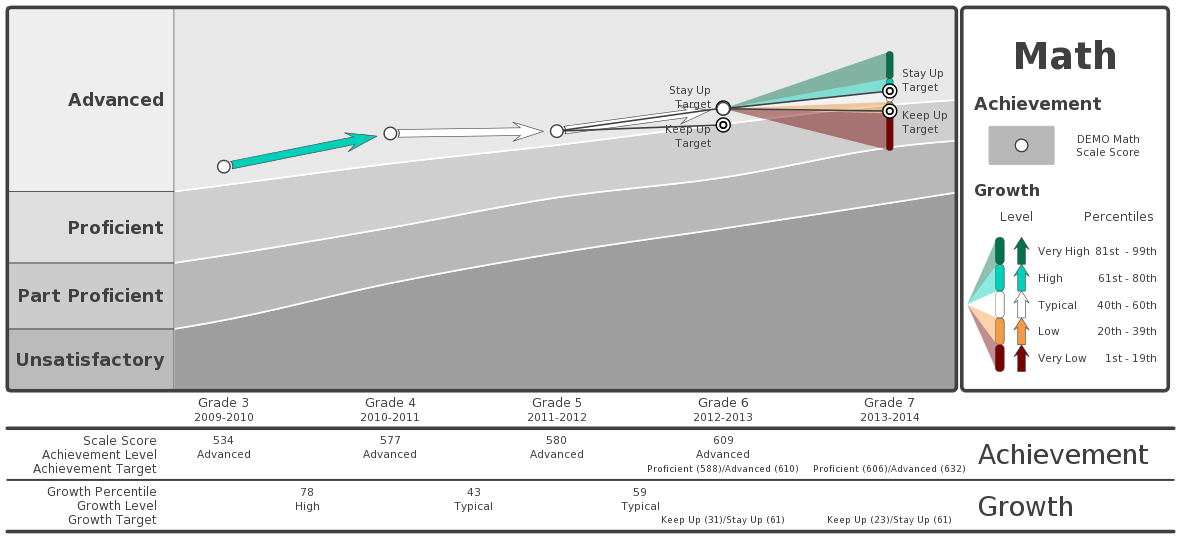 Advanced
Proficient
Part Proficient
Unsatisfactory
Stay Up
Target
Keep Up
Target
Stay Up
Target
Keep Up
Target
Math
Achievement
DEMO Math
Scale Score
Growth
Level Percentiles
Very High 81st - 99th
High 61st - 80th
Typical 40th - 60th
Low 20th - 39th
Very Low 1st - 19th
Grade 3 Grade 4 Grade 5 Grade 6 Grade 7
2009-2010 2010-2011 2011-2012 2012-2013 2013-2014
Scale Score 534 577 580 609
Achievement Level Advanced Advanced Advanced Advanced
Achievement Target Proficient (588)/Advanced (610) Proficient (606)/Advanced (632)
Achievement
Growth Percentile 78 43 59
Growth Level High Typical Typical
Growth Target Keep Up (31)/Stay Up (61) Keep Up (23)/Stay Up (61)
Growth